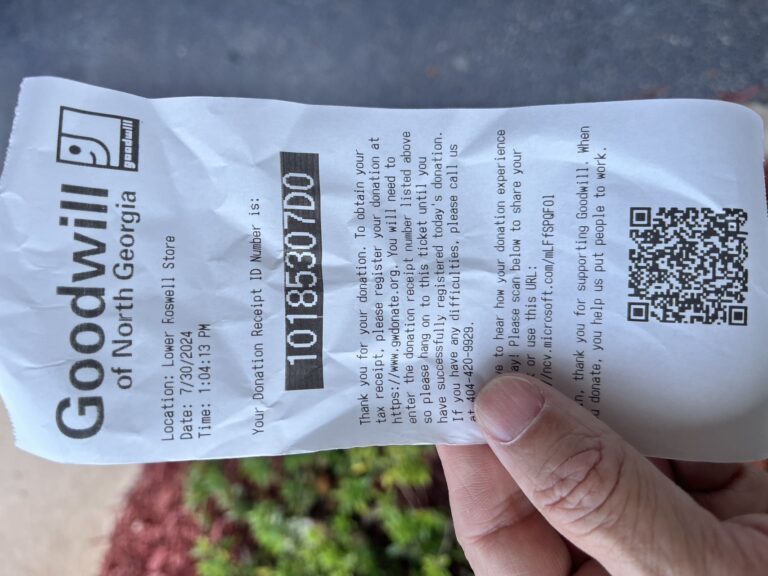 goodwill
Goodwill
of North Georgia
Location: Lower Roswell Store
Date: 7/30/2024
Time: 1:04:13 PM
Your Donation Receipt ID Number is:
10185307DO
Thank you for your donation. To obtain your
tax receipt, please register your donation at
https://www.gwdonate.org. You will need to
enter the donation receipt number listed above
so please hang on to this ticket until you
have successfully registered today's donation.
If you have any difficulties, please call us
at 404-420-9929.
to hear how your donation experience
Please scan below to share your
or use this URL:
//ncv.microsoft.com/mLFfSPQFOl
thank you for supporting Goodwill. When
donate, you help us put people to work.